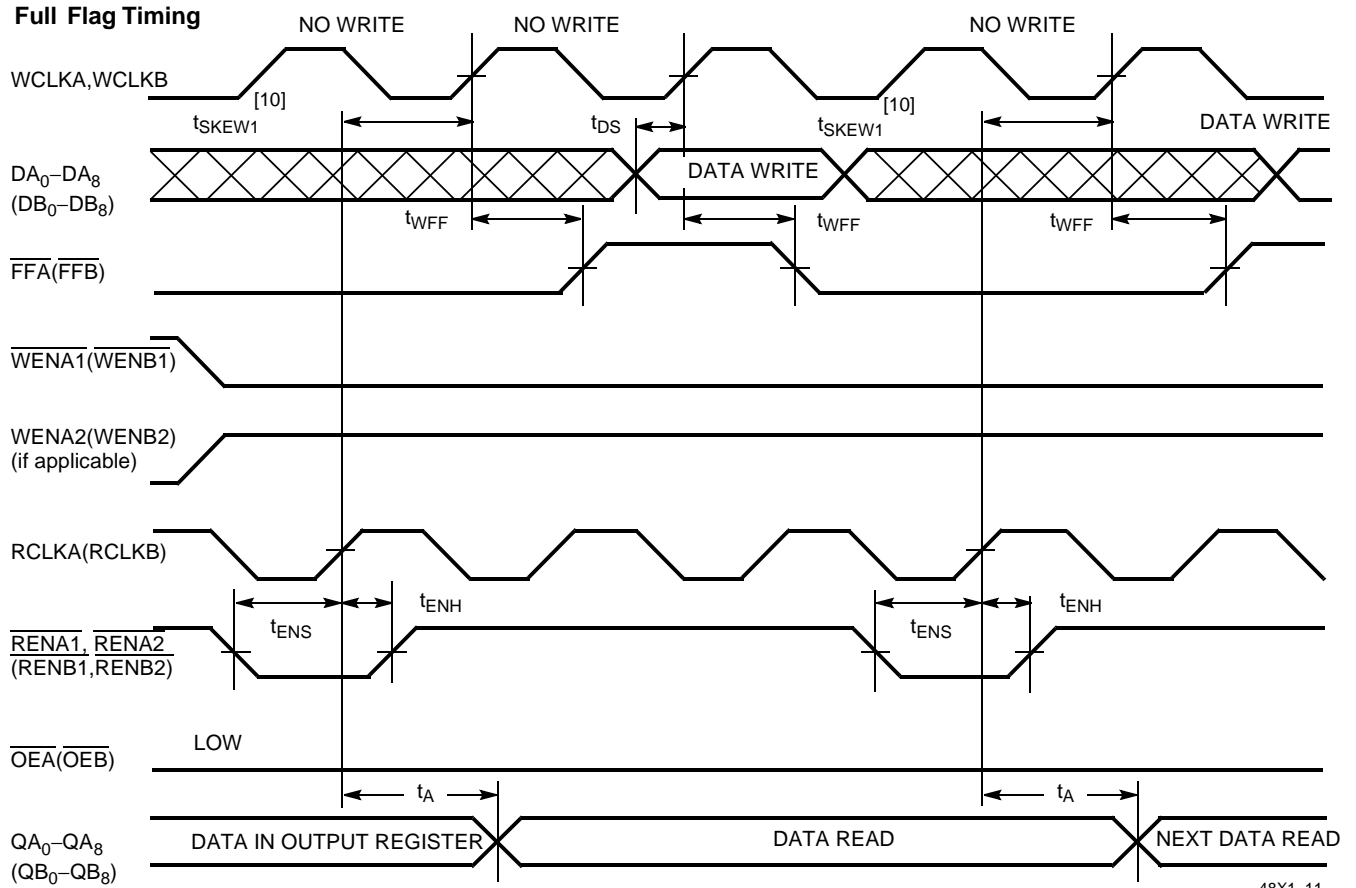 Full Flag Timing
NO WRITE
NO WRITE
NO WRITE
WCLKA,WCLKB
[10]
tSKEW1
tDS
[10]
tSKEW1
DATA WRITE
DA0–DA8
(DB0–DB8)
DATA WRITE
tWFF
tWFF
tWFF
FFA(FFB)
WENA1(WENB1)
WENA2(WENB2)
(if applicable)
RCLKA(RCLKB)
tENS
tENH
tENS
tENH
RENA1, RENA2
(RENB1,RENB2)
LOW
OEA(OEB)
tA
tA
QA0–QA8
(QB0–QB8)
DATA IN OUTPUT REGISTER
DATA READ
NEXT DATA READ